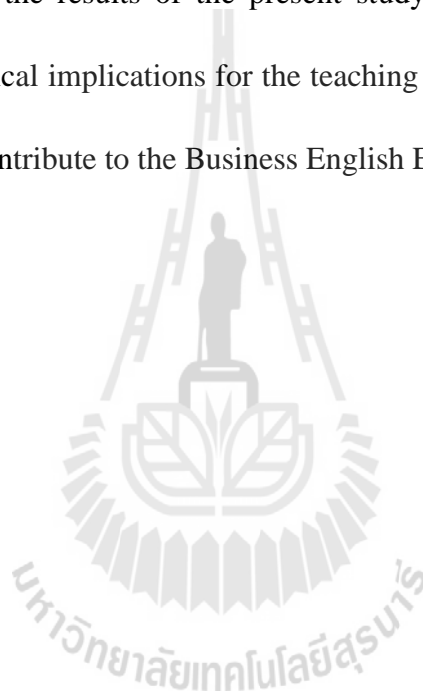 the results of the present study
cal implications for the teaching
ntribute to the Business English E
มหาวิทยาลัยเทคโนโลยีสุรนารี